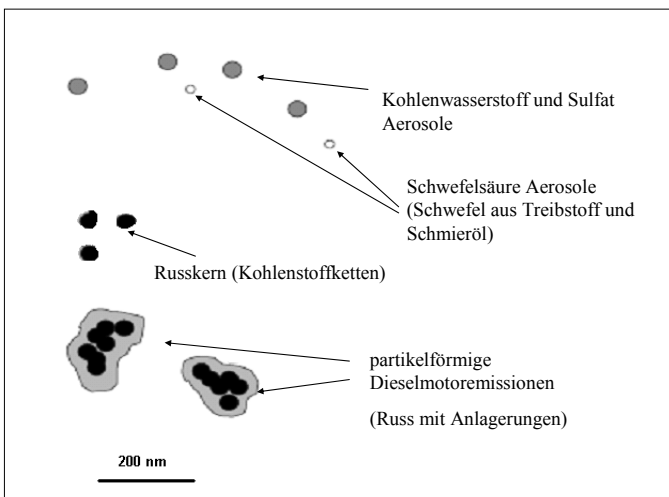 Kohlenwasserstoff und Sulfat
Aerosole
Schwefelsäure Aerosole
(Schwefel aus Treibstoff und
Schmieröl)
Russkern (Kohlenstoffketten)
partikelförmige
Dieselmotoremissionen
(Russ mit Anlagerungen)
200 nm